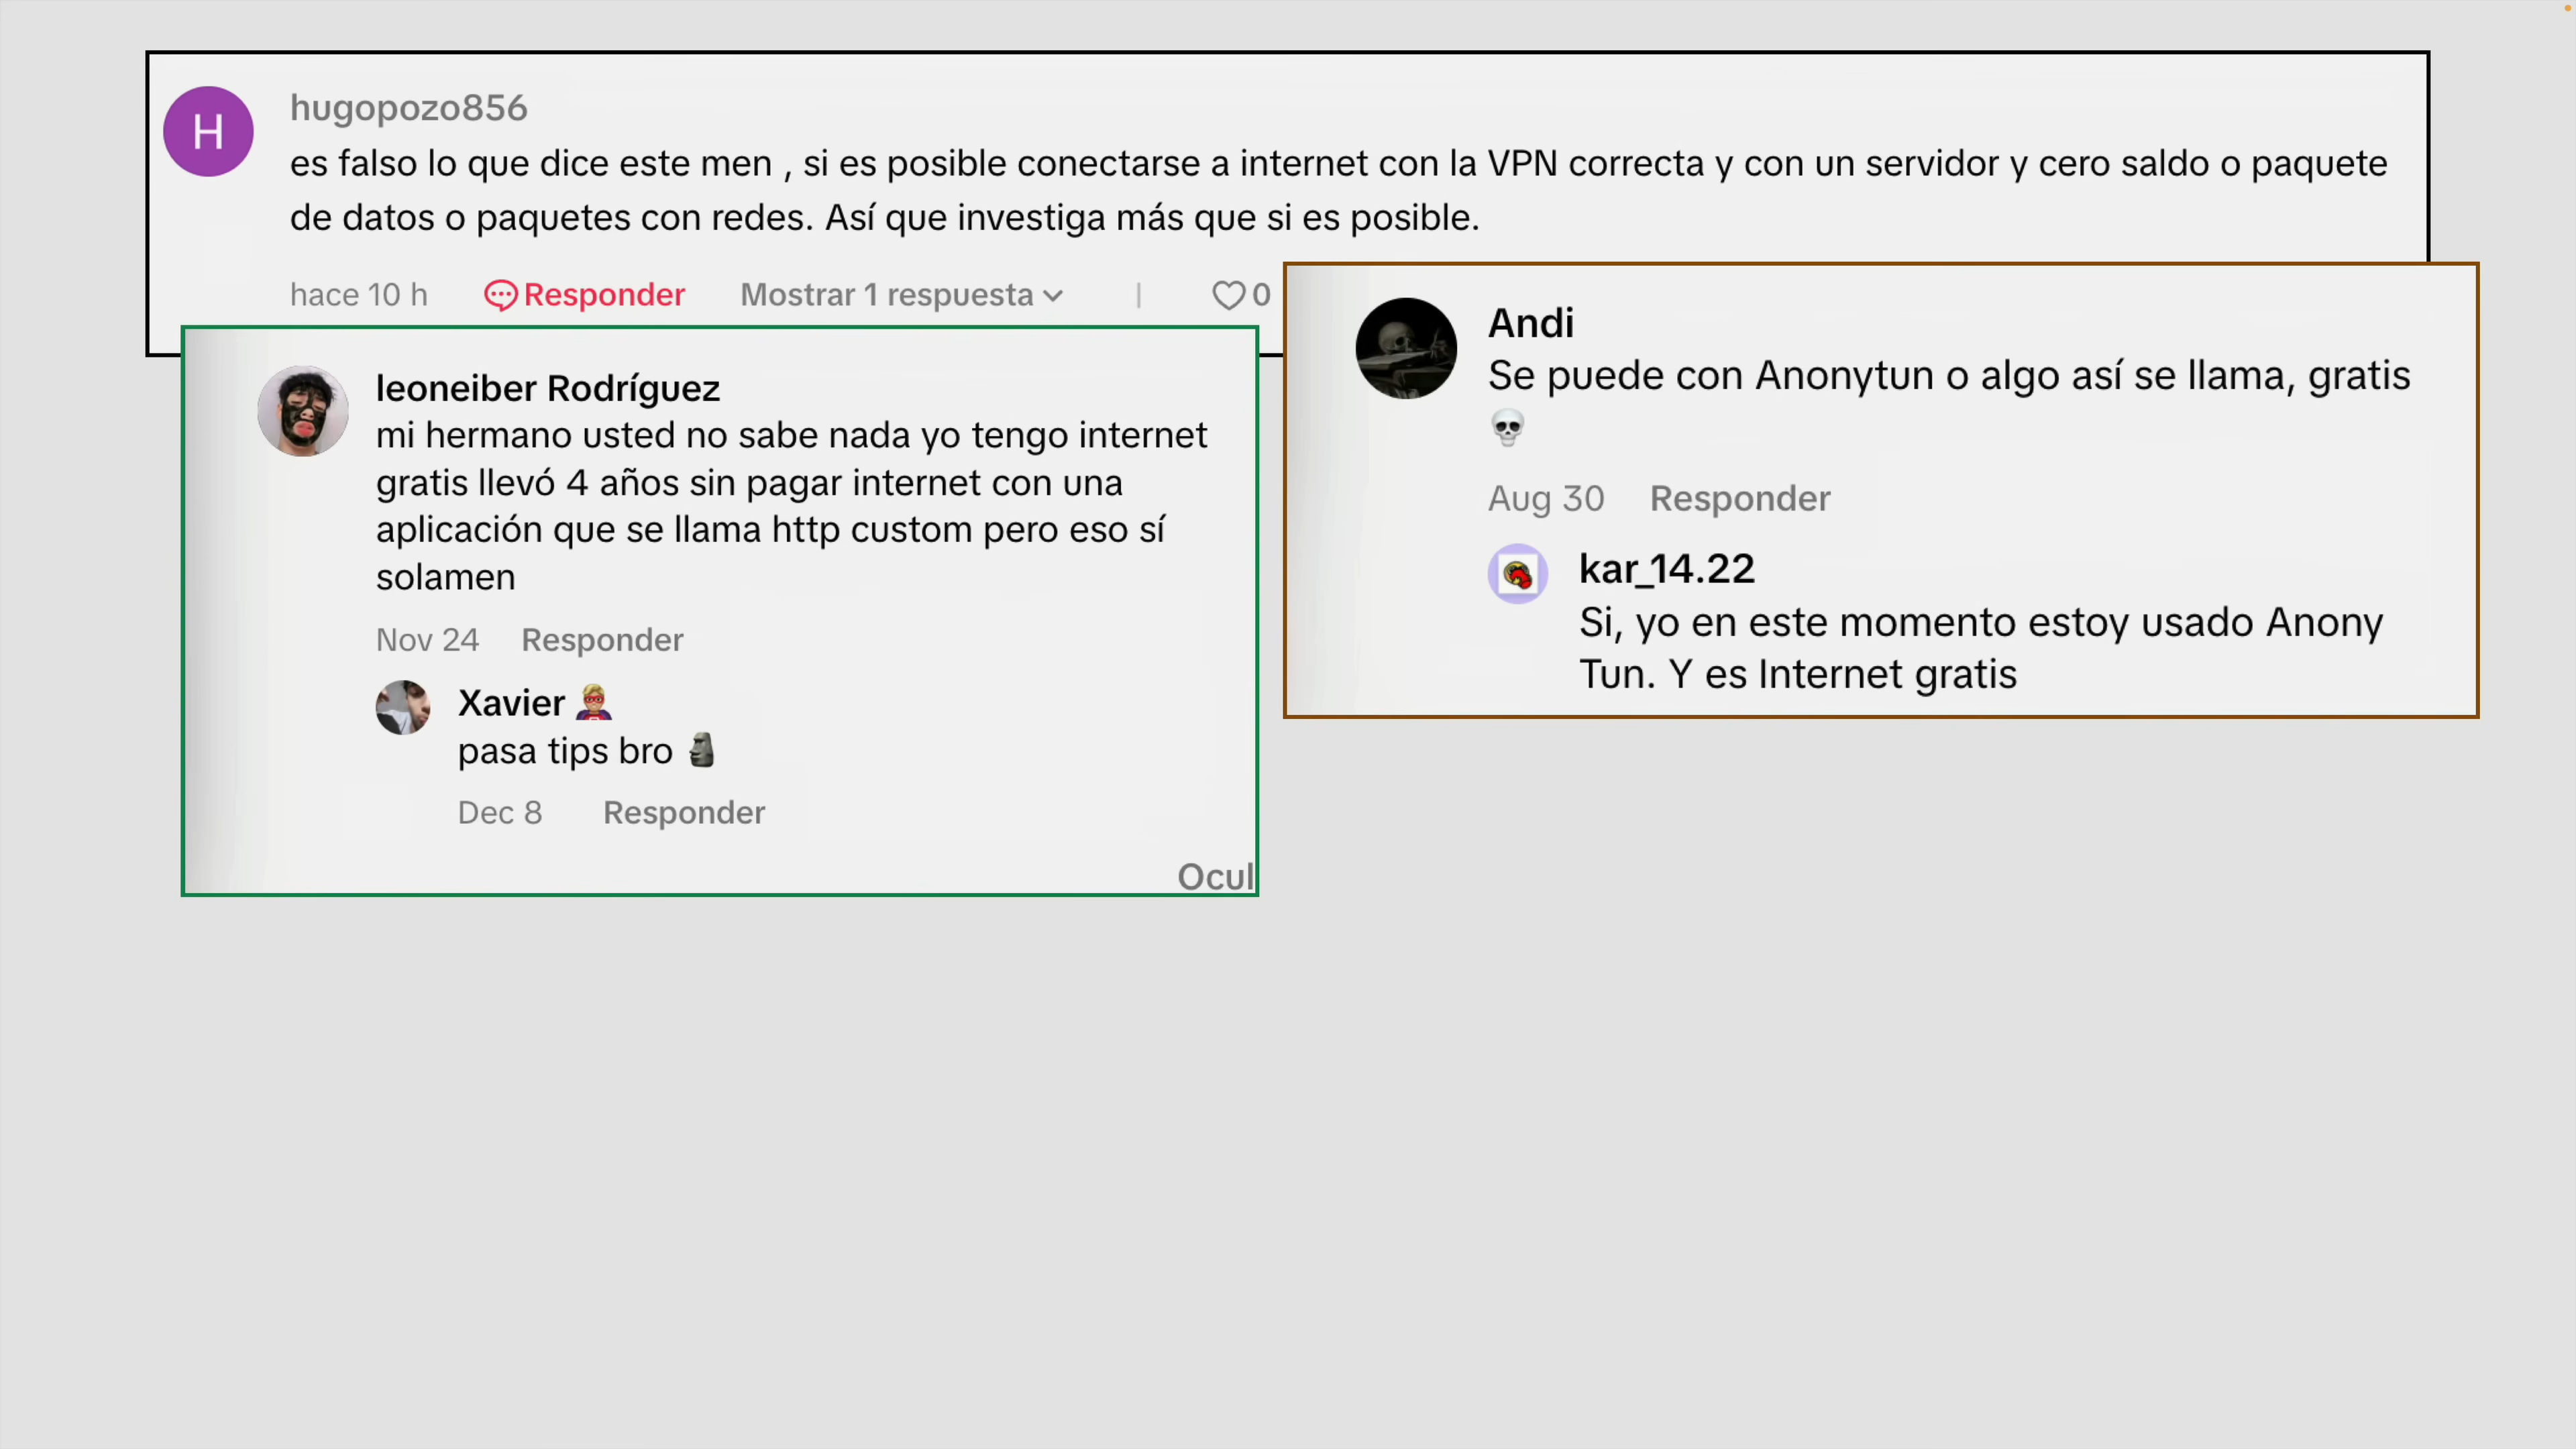 H
hugopozo856
es falso lo que dice este men , si es posible conectarse a internet con la VPN correcta y con un servidor y cero saldo o paquete
de datos o paquetes con redes. Así que investiga más que si es posible.
hace 10 h Responder Mostrar 1 respuesta | 0
leoneiber Rodríguez
mi hermano usted no sabe nada yo tengo internet
gratis llevó 4 años sin pagar internet con una
aplicación que se llama http custom pero eso sí
solamen
Nov 24 Responder
Xavier 🦸🏼
pasa tips bro 🗿
Dec 8 Responder
Ocul
Andi
Se puede con Anonytun o algo así se llama, gratis
💀
Aug 30 Responder
kar_14.22
Si, yo en este momento estoy usado Anony
Tun. Y es Internet gratis